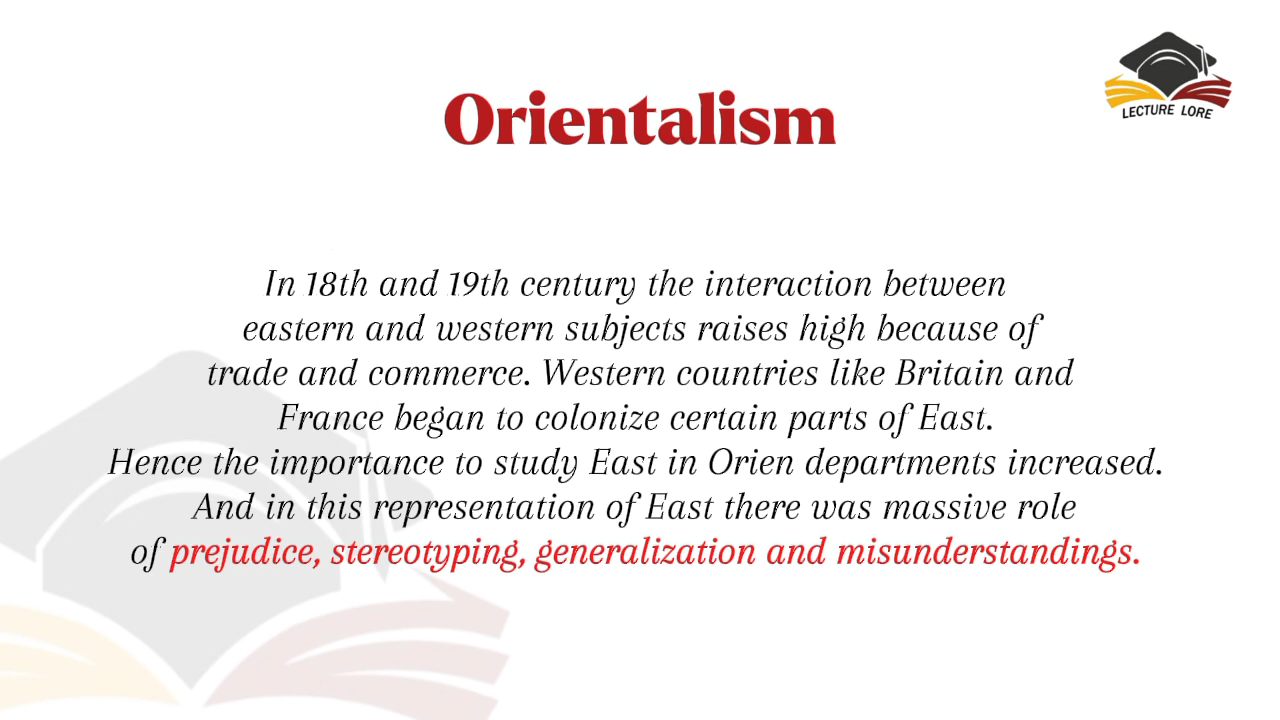 LECTURE LORE
Orientalism
In 18th and 19th century the interaction between
eastern and western subjects raises high because of
trade and commerce. Western countries like Britain and
France began to colonize certain parts of East.
Hence the importance to study East in Orien departments increased.
And in this representation of East there was massive role
of prejudice, stereotyping, generalization and misunderstandings.